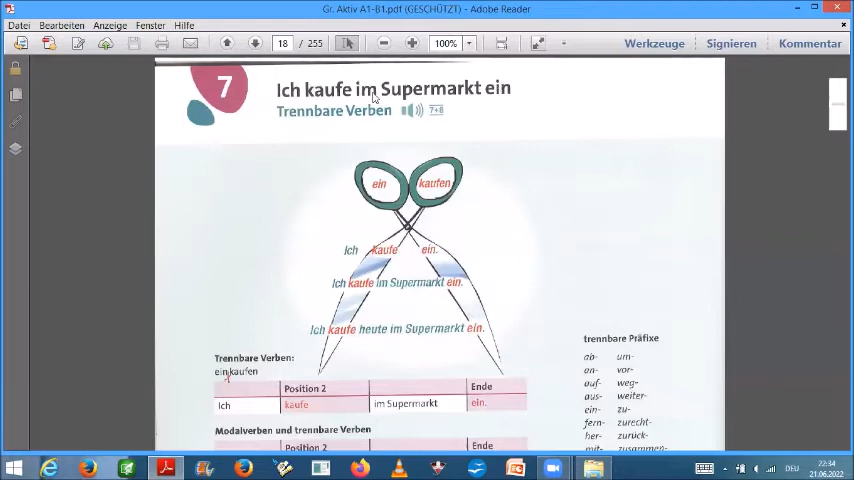 Gr. Aktiv A1-B1.pdf (GESCHÜTZT) - Adobe Reader
Datei Bearbeiten Anzeige Fenster Hilfe
18 / 255 100% Werkzeuge Signieren Kommentar
7
Ich kaufe im Supermarkt ein
Trennbare Verben 7+8
ein kaufen
Ich kaufe ein.
Ich kaufe im Supermarkt ein.
Ich kaufe heute im Supermarkt ein.
Trennbare Verben:
einkaufen
Position 2 Ende
Ich kaufe im Supermarkt ein.
Modalverben und trennbare Verben
Position 2 Ende
trennbare Präfixe
ab- um-
an- vor-
auf- weg-
aus- weiter-
ein- zu-
fern- zurecht-
her- zurück-
mit- zusammen-
DEU
22:34
21.06.2022